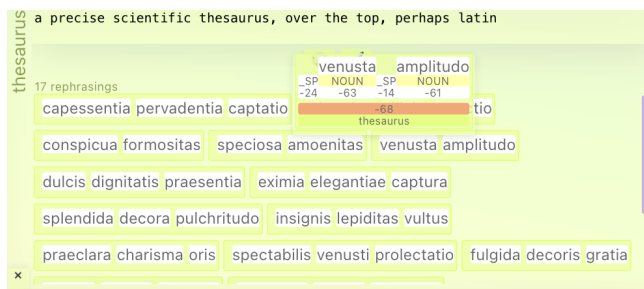 thesaurus
a precise scientific thesaurus, over the top, perhaps latin
17 rephrasings
venusta amplitudo
_SP NOUN _SP NOUN
-24 -63 -14 -61
-68
thesaurus
capessentia pervadentia captatio tio
conspicua formositas speciosa amoenitas venusta amplitudo
dulcis dignitatis praesentia eximia elegantiae captura
splendida decora pulchritudo insignis lepiditas vultus
praeclara charisma oris spectabilis venusti prolectatio fulgida decoris gratia
×